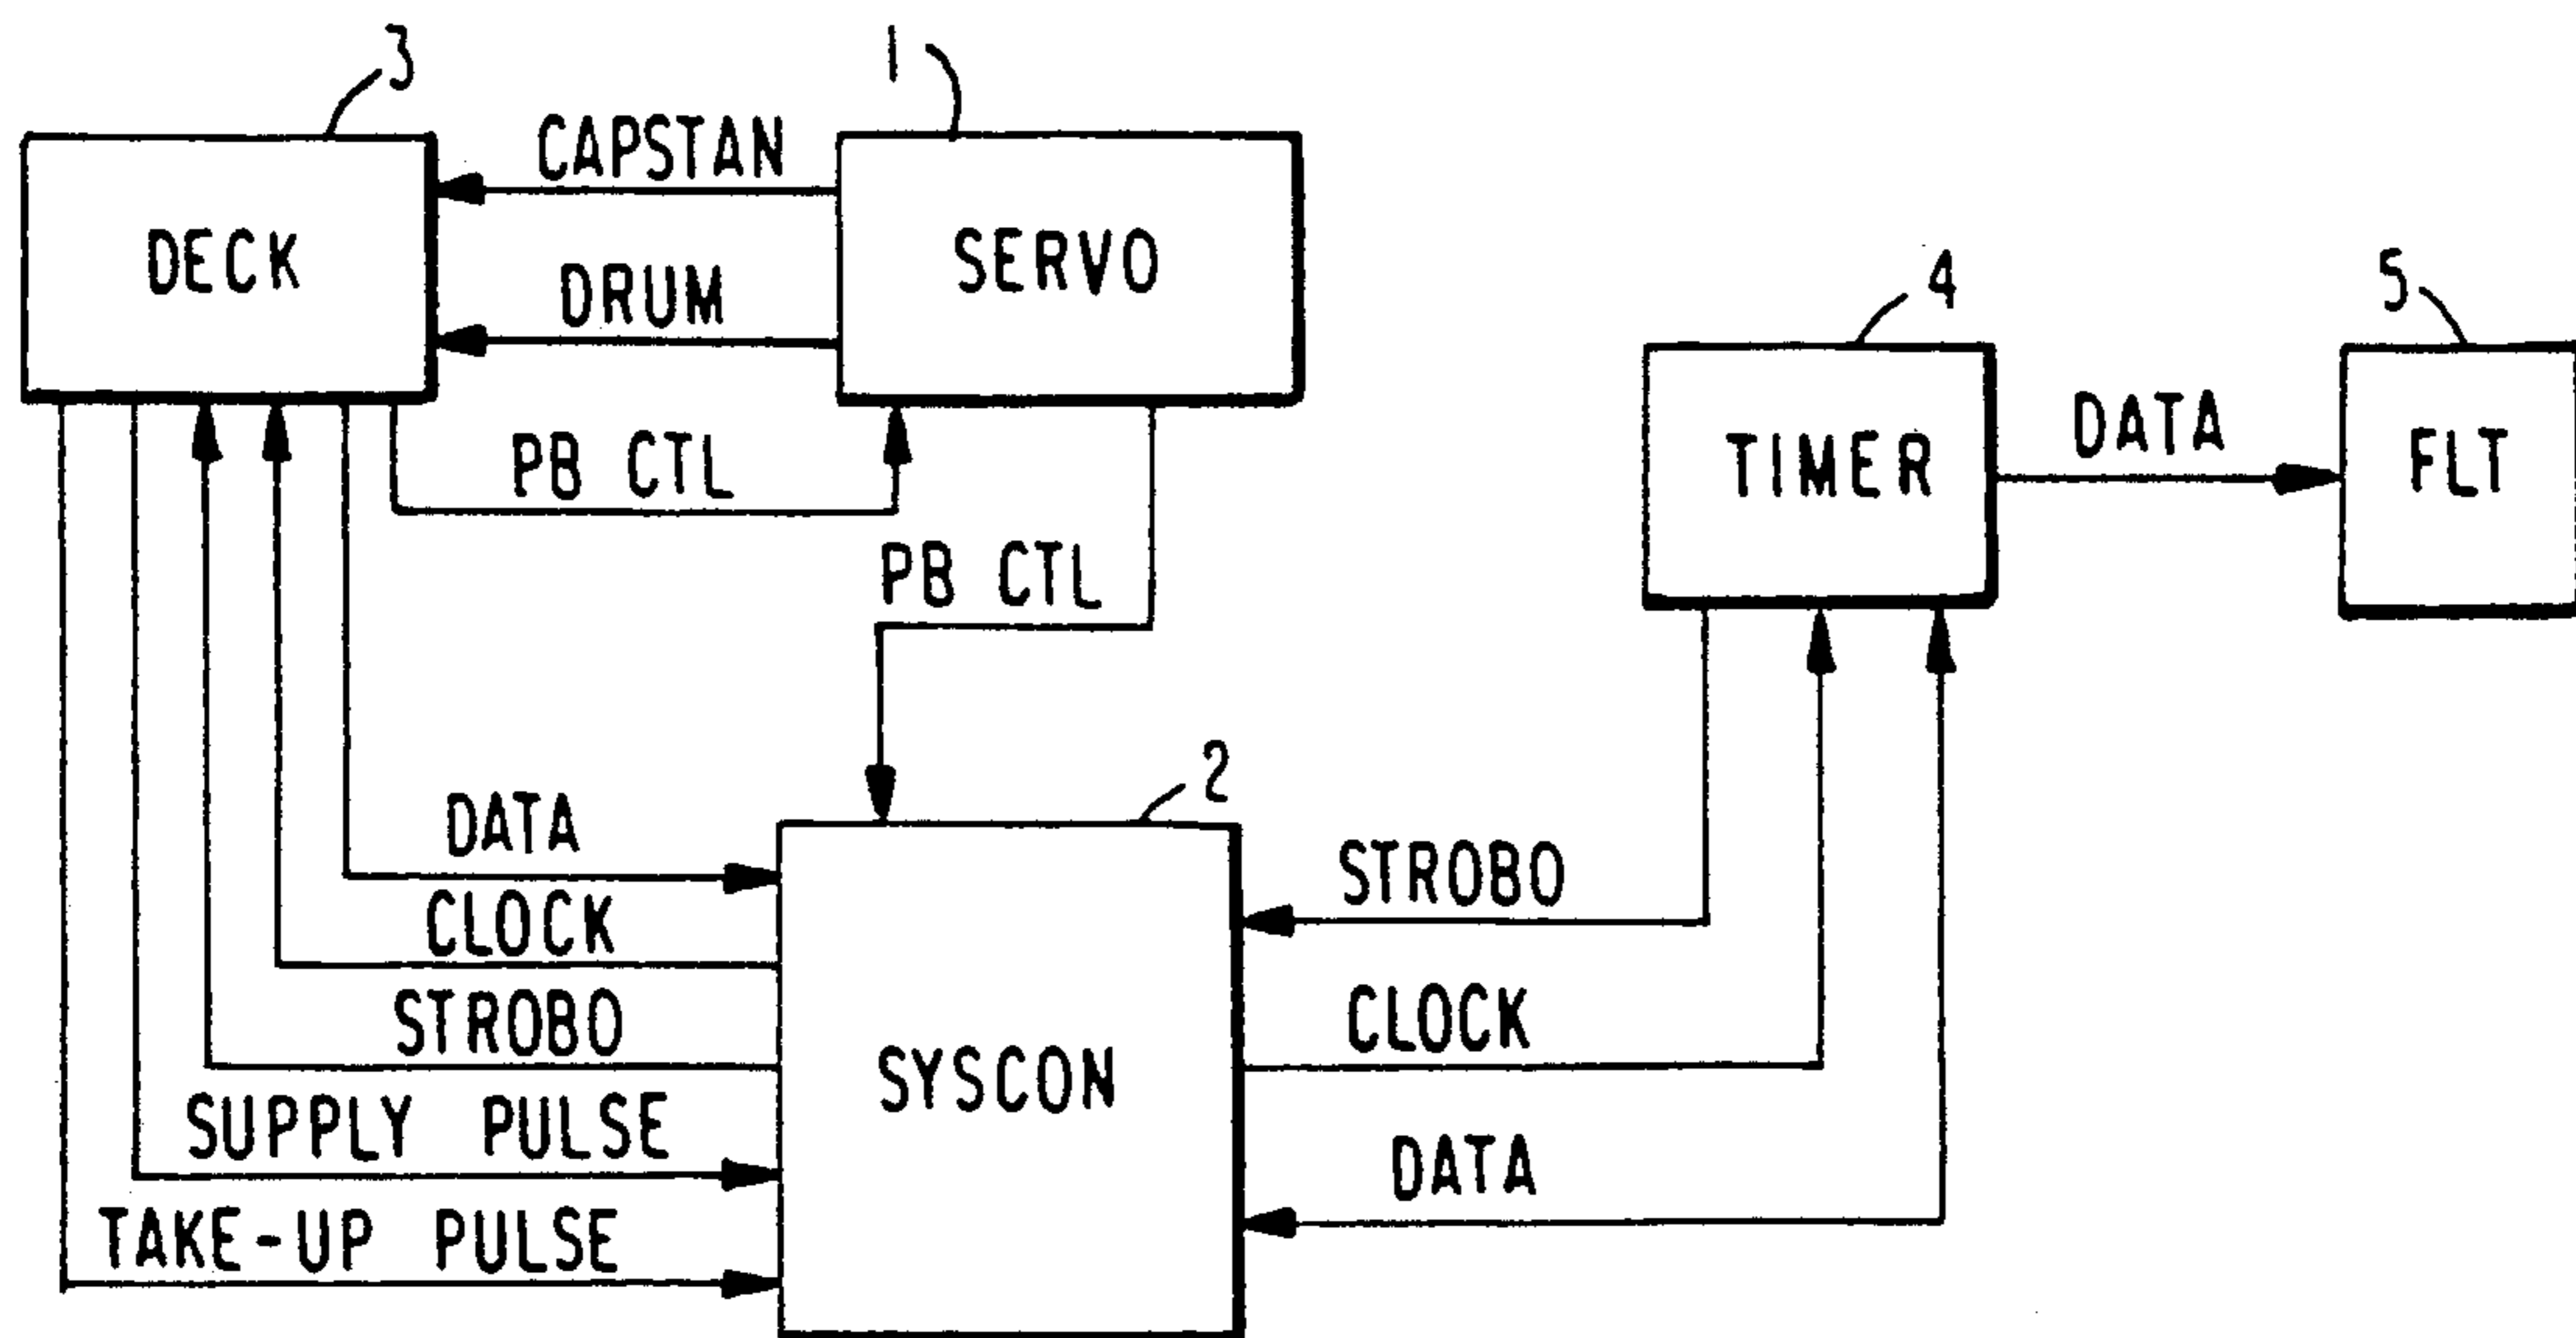 3
1
CAPSTAN
DECK
SERVO
DRUM
4
5
PB CTL
TIMER
DATA
FLT
PB CTL
2
DATA
STROBO
CLOCK
STROBO
CLOCK
SYSCON
SUPPLY PULSE
DATA
TAKE-UP PULSE